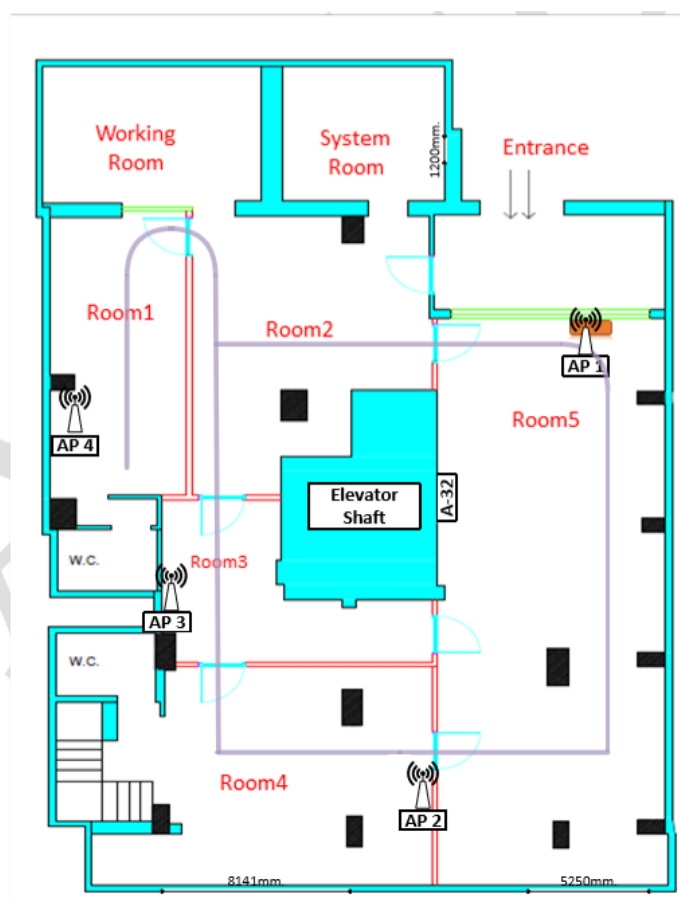 Working
Room
System
Room
1200mm.
Entrance
Room1
Room2
AP 1
AP 4
Room5
Elevator
Shaft
A-32
W.C.
Room3
AP 3
W.C.
Room4
AP 2
8141mm.
5250mm.